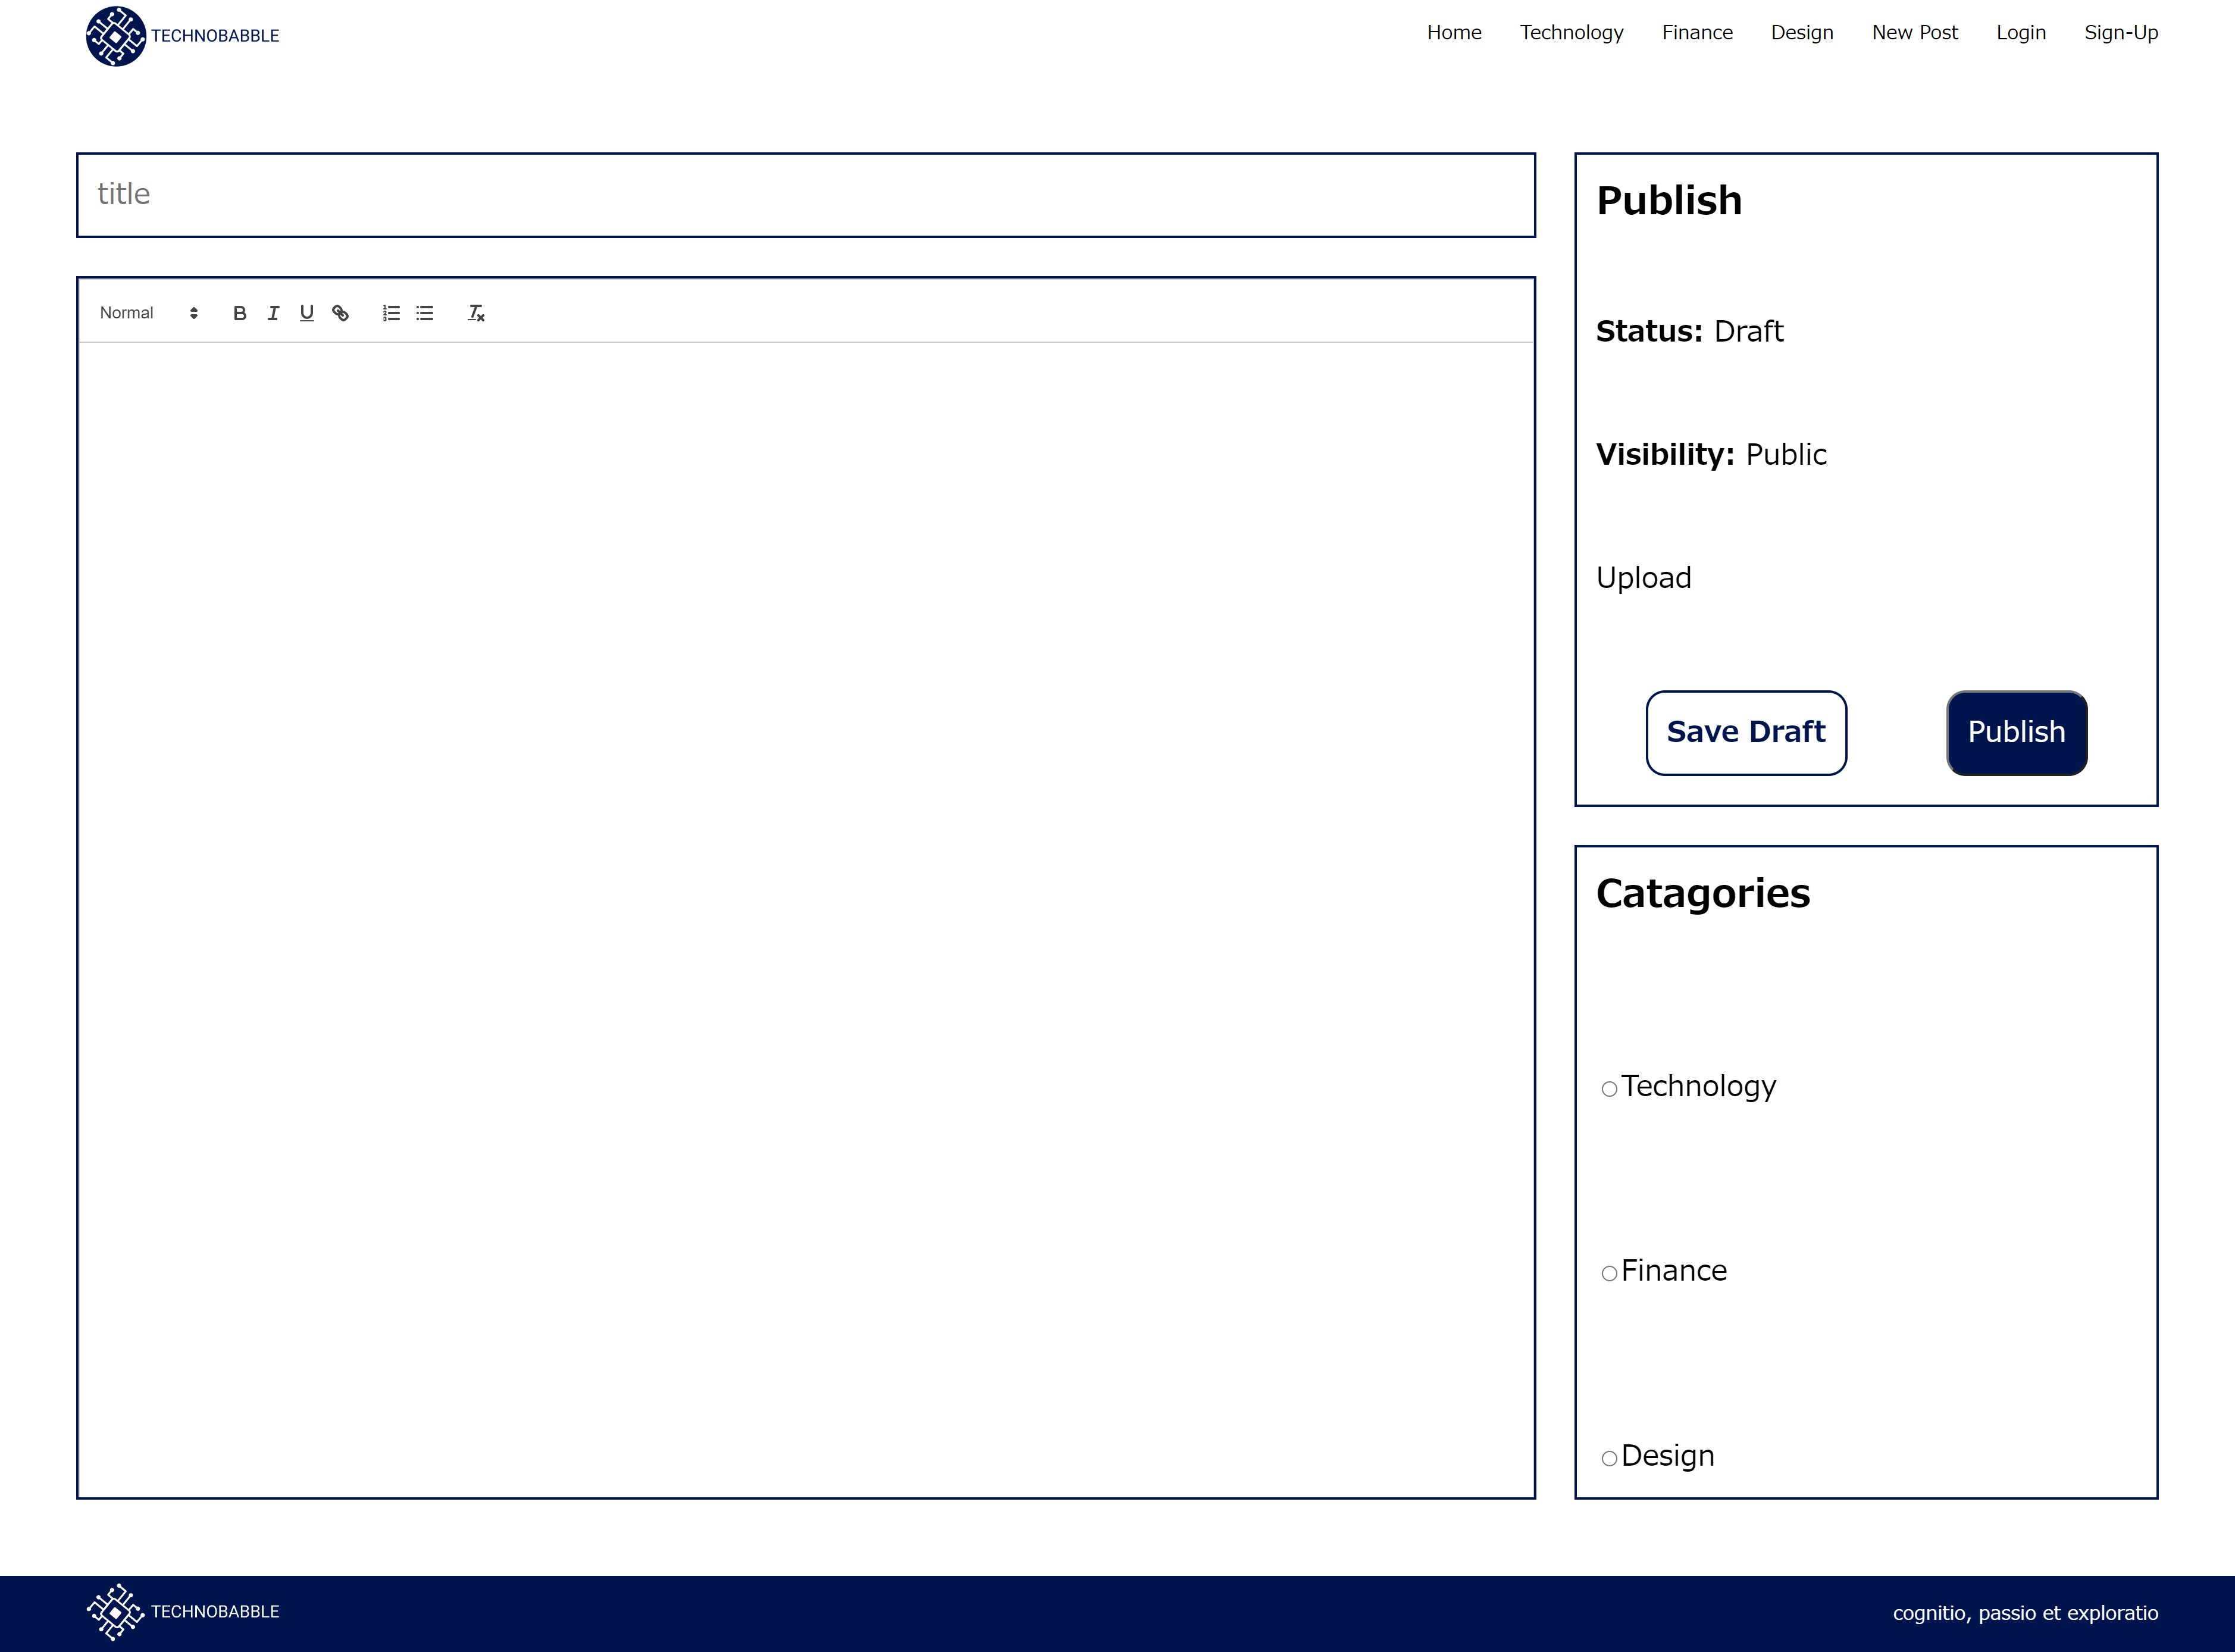 TECHNOBABBLE
Home Technology Finance Design New Post Login Sign-Up
title
Normal
Publish
Status: Draft
Visibility: Public
Upload
Save Draft Publish
Catagories
Technology
Finance
Design
TECHNOBABBLE
cognitio, passio et exploratio